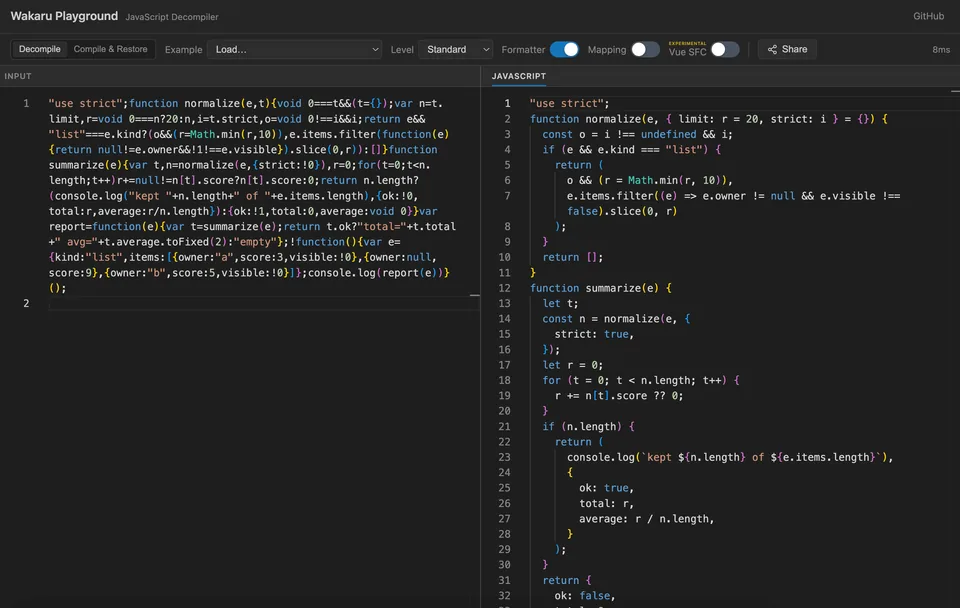 Wakaru Playground JavaScript Decompiler GitHub
Decompile Compile & Restore Example Load... Level Standard Formatter Mapping EXPERIMENTAL Vue SFC Share 8ms
INPUT
1 "use strict";function normalize(e,t){void 0===t&&(t={});var n=t.
limit,r=void 0===n?20:n,i=t.strict,o=void 0!==i&&i;return e&&
"list"===e.kind?(o&&(r=Math.min(r,10)),e.items.filter(function(e)
{return null!=e.owner&&!1!==e.visible}).slice(0,r)):[]}function
summarize(e){var t,n=normalize(e,{strict:!0}),r=0;for(t=0;t<n.
length;t++)r+=null!=n[t].score?n[t].score:0;return n.length?
(console.log("kept "+n.length+" of "+e.items.length),{ok:!0,
total:r,average:r/n.length}):{ok:!1,total:0,average:void 0}}var
report=function(e){var t=summarize(e);return t.ok?"total="+t.total
+" avg="+t.average.toFixed(2):"empty"};!function(){var e=
{kind:"list",items:[{owner:"a",score:3,visible:!0},{owner:null,
score:9},{owner:"b",score:5,visible:!0}]};console.log(report(e))}
();
2
JAVASCRIPT
1 "use strict";
2 function normalize(e, { limit: r = 20, strict: i } = {}) {
3 const o = i !== undefined && i;
4 if (e && e.kind === "list") {
5 return (
6 o && (r = Math.min(r, 10)),
7 e.items.filter((e) => e.owner != null && e.visible !==
false).slice(0, r)
8 );
9 }
10 return [];
11 }
12 function summarize(e) {
13 let t;
14 const n = normalize(e, {
15 strict: true,
16 });
17 let r = 0;
18 for (t = 0; t < n.length; t++) {
19 r += n[t].score ?? 0;
20 }
21 if (n.length) {
22 return (
23 console.log(`kept ${n.length} of ${e.items.length}`),
24 {
25 ok: true,
26 total: r,
27 average: r / n.length,
28 }
29 );
30 }
31 return {
32 ok: false,